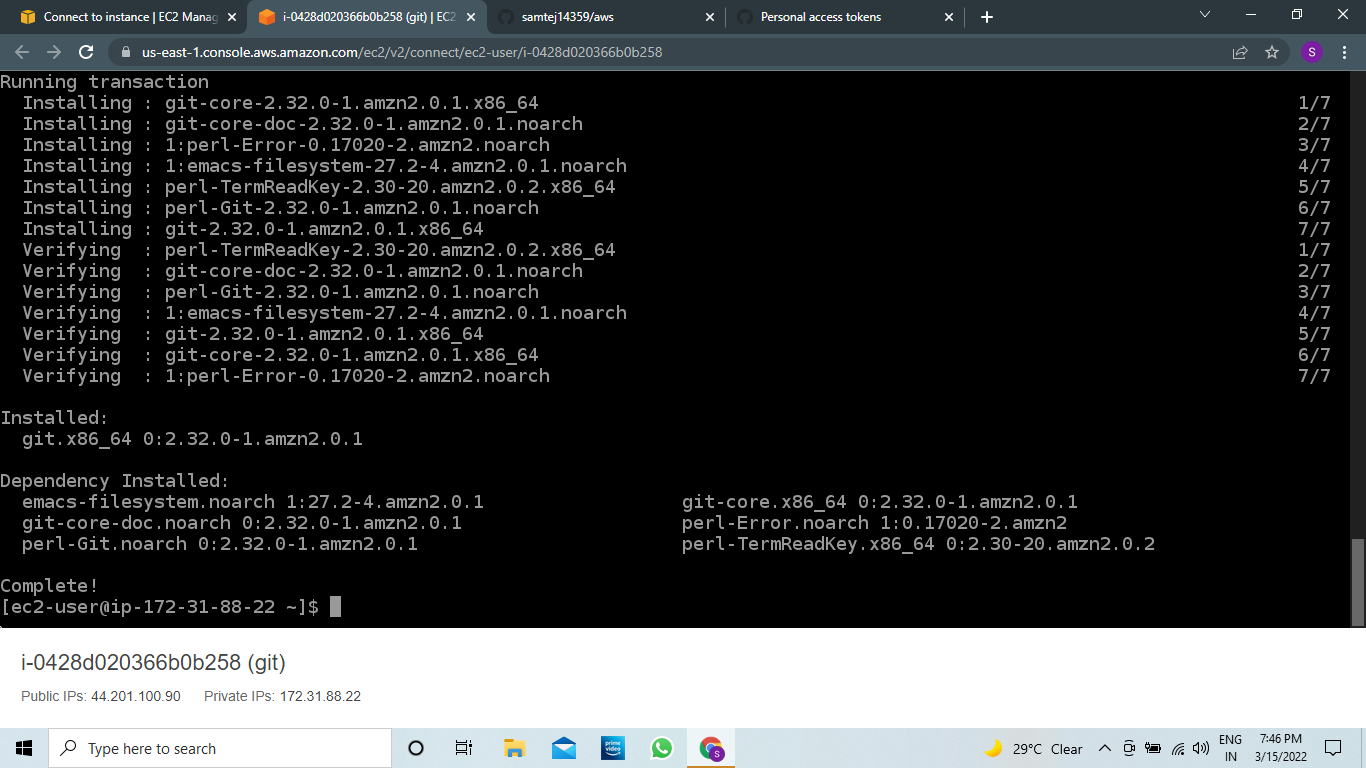 Connect to instance | EC2 Manag
i-0428d020366b0b258 (git) | EC2
samtej14359/aws
Personal access tokens
us-east-1.console.aws.amazon.com/ec2/v2/connect/ec2-user/i-0428d020366b0b258
S
Running transaction
Installing : git-core-2.32.0-1.amzn2.0.1.x86_64 1/7
Installing : git-core-doc-2.32.0-1.amzn2.0.1.noarch 2/7
Installing : 1:perl-Error-0.17020-2.amzn2.noarch 3/7
Installing : 1:emacs-filesystem-27.2-4.amzn2.0.1.noarch 4/7
Installing : perl-TermReadKey-2.30-20.amzn2.0.2.x86_64 5/7
Installing : perl-Git-2.32.0-1.amzn2.0.1.noarch 6/7
Installing : git-2.32.0-1.amzn2.0.1.x86_64 7/7
Verifying : perl-TermReadKey-2.30-20.amzn2.0.2.x86_64 1/7
Verifying : git-core-doc-2.32.0-1.amzn2.0.1.noarch 2/7
Verifying : perl-Git-2.32.0-1.amzn2.0.1.noarch 3/7
Verifying : 1:emacs-filesystem-27.2-4.amzn2.0.1.noarch 4/7
Verifying : git-2.32.0-1.amzn2.0.1.x86_64 5/7
Verifying : git-core-2.32.0-1.amzn2.0.1.x86_64 6/7
Verifying : 1:perl-Error-0.17020-2.amzn2.noarch 7/7
Installed:
git.x86_64 0:2.32.0-1.amzn2.0.1
Dependency Installed:
emacs-filesystem.noarch 1:27.2-4.amzn2.0.1 git-core.x86_64 0:2.32.0-1.amzn2.0.1
git-core-doc.noarch 0:2.32.0-1.amzn2.0.1 perl-Error.noarch 1:0.17020-2.amzn2
perl-Git.noarch 0:2.32.0-1.amzn2.0.1 perl-TermReadKey.x86_64 0:2.30-20.amzn2.0.2
Complete!
[ec2-user@ip-172-31-88-22 ~]$
i-0428d020366b0b258 (git)
Public IPs: 44.201.100.90 Private IPs: 172.31.88.22
Type here to search
prime video
S
29°C Clear
ENG
IN
7:46 PM
3/15/2022